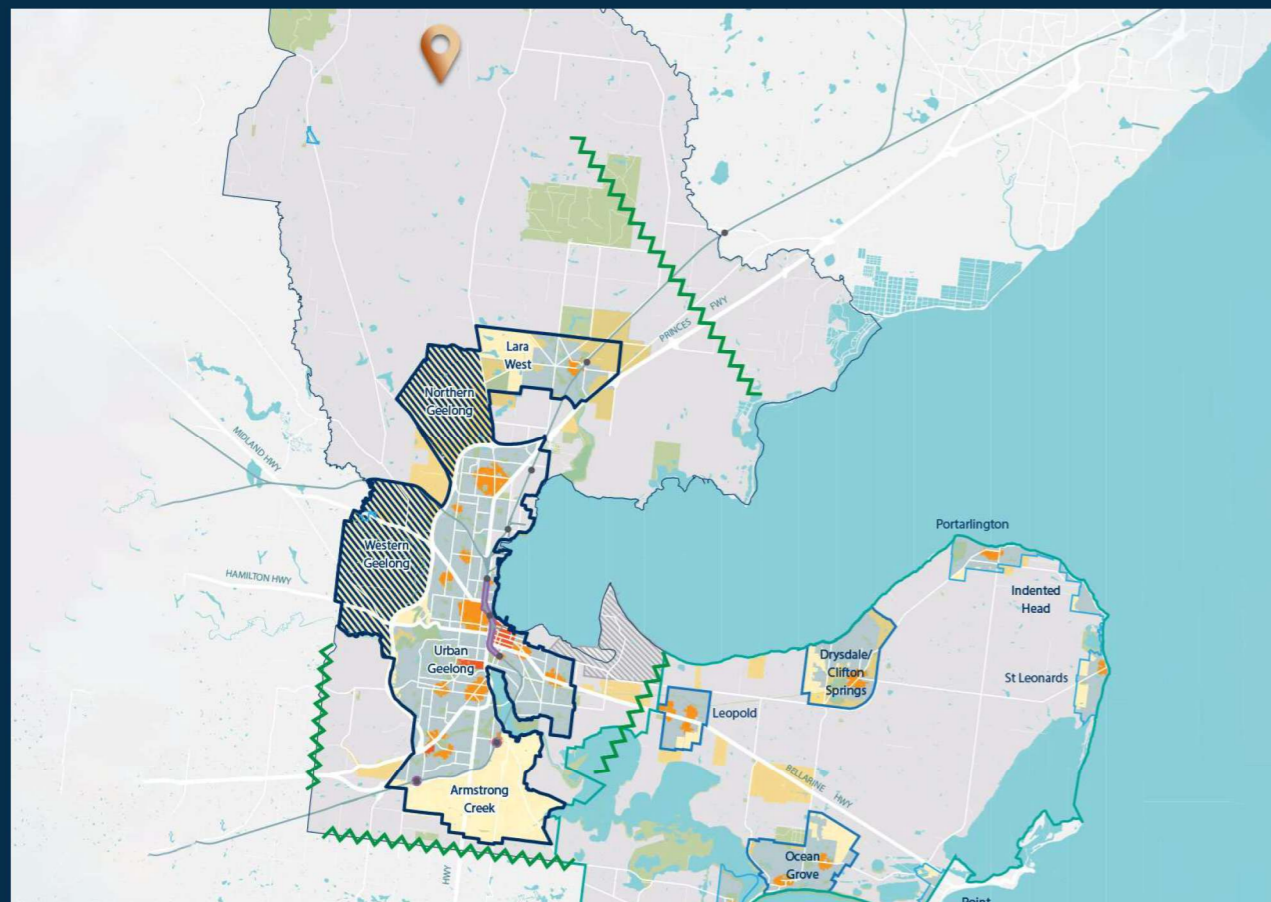 PRINCES FWY
Lara
West
Northern
Geelong
MIDLAND HWY
Western
Geelong
HAMILTON HWY
Portarlington
Indented
Head
Urban
Geelong
Drysdale/
Clifton
Springs
St Leonards
Leopold
BELLARINE HWY
Armstrong
Creek
Ocean
Grove
HWY
Point